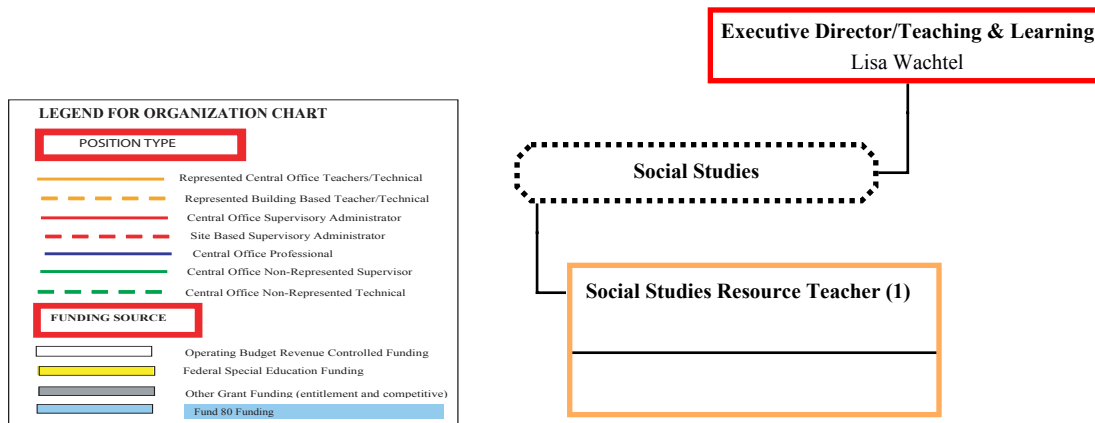 Executive Director/Teaching & Learning
Lisa Wachtel
LEGEND FOR ORGANIZATION CHART
POSITION TYPE
Represented Central Office Teachers/Technical
Represented Building Based Teacher/Technical
Central Office Supervisory Administrator
Site Based Supervisory Administrator
Central Office Professional
Central Office Non-Represented Supervisor
Central Office Non-Represented Technical
FUNDING SOURCE
Operating Budget Revenue Controlled Funding
Federal Special Education Funding
Other Grant Funding (entitlement and competitive)
Fund 80 Funding
Social Studies
Social Studies Resource Teacher (1)